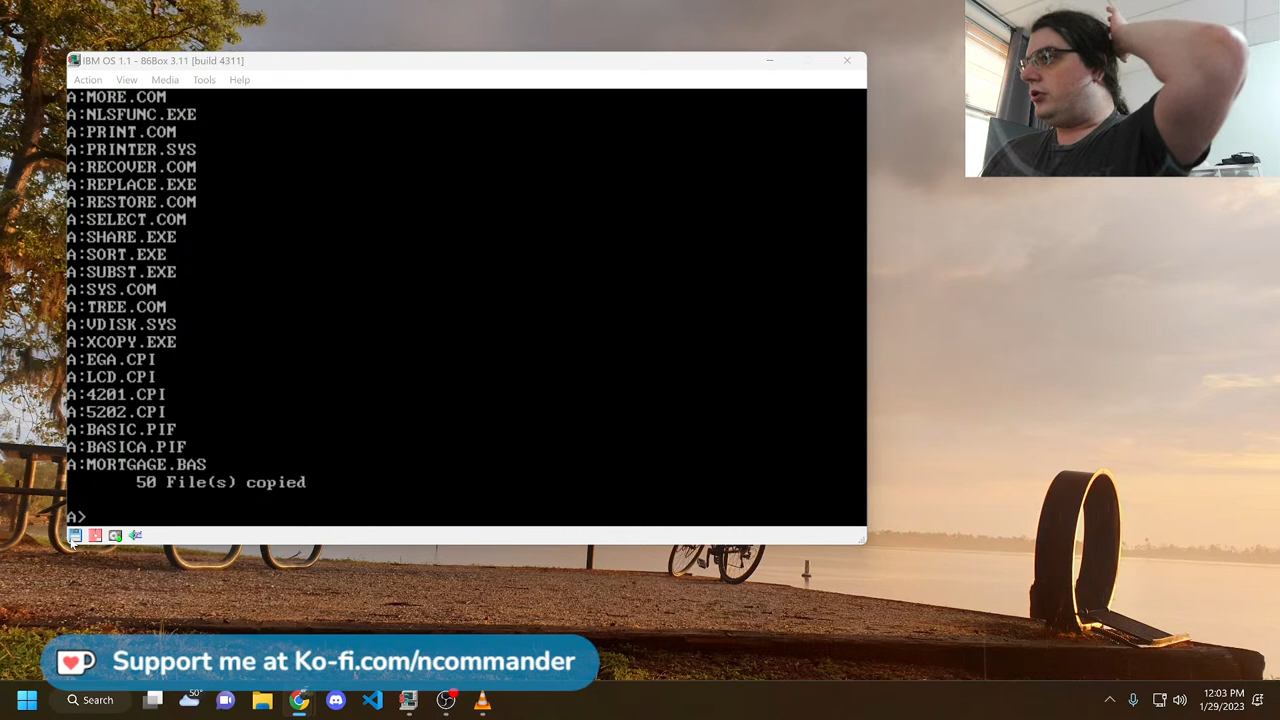 IBM OS 1.1 - 86Box 3.11 [build 4311]
Action View Media Tools Help
A:MORE.COM
A:NLSFUNC.EXE
A:PRINT.COM
A:PRINTER.SYS
A:RECOVER.COM
A:REPLACE.EXE
A:RESTORE.COM
A:SELECT.COM
A:SHARE.EXE
A:SORT.EXE
A:SUBST.EXE
A:SYS.COM
A:TREE.COM
A:VDISK.SYS
A:XCOPY.EXE
A:EGA.CPI
A:LCD.CPI
A:4201.CPI
A:5202.CPI
A:BASIC.PIF
A:BASICA.PIF
A:MORTGAGE.BAS
50 File(s) copied
A>
Support me at Ko-fi.com/ncommander
Search
50°
12:03 PM
1/29/2023